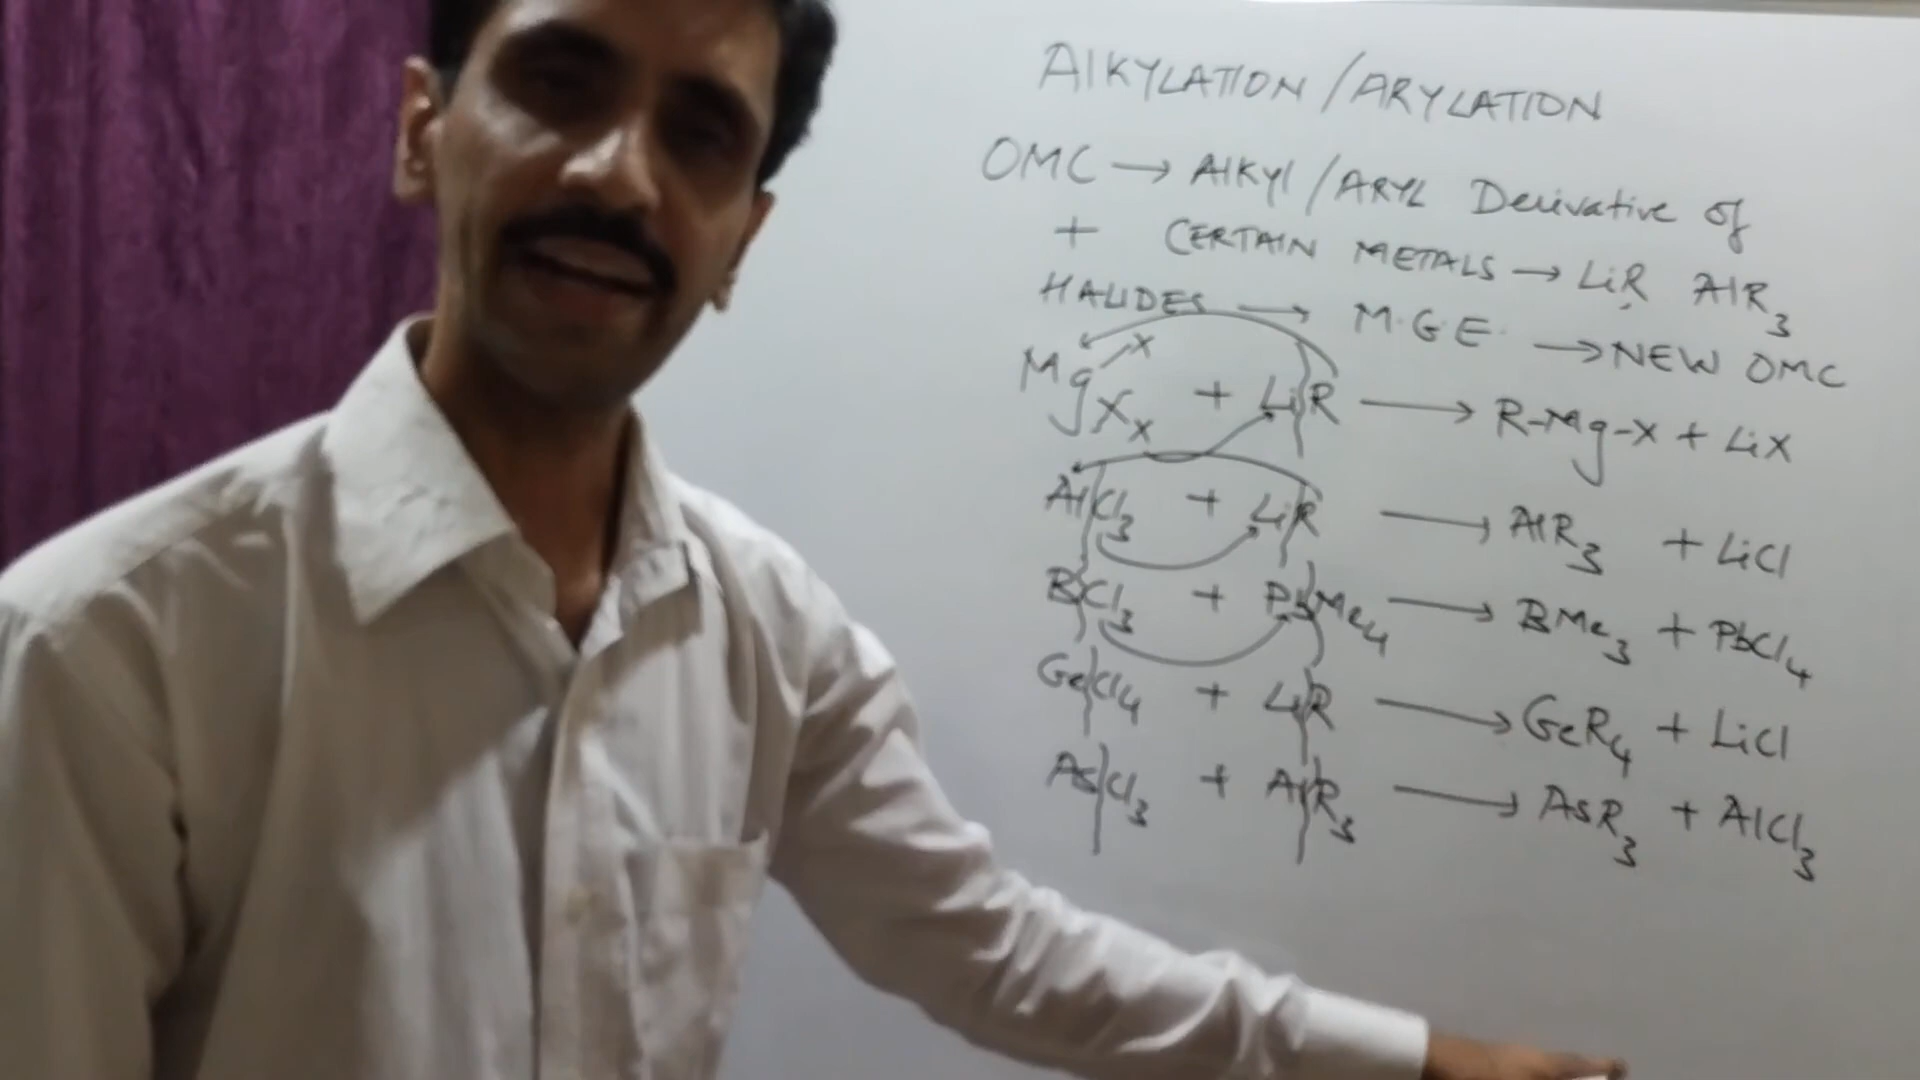 AlKYLATION/ARYLATION
OMC → AlKyl/ARYL Derivative of
+ CERTAIN METALS → LiR AlR3
HALIDES → M.G.E. → NEW OMC
MgXx + LiR → R-Mg-X + LiX
AlCl3 + LiR → AlR3 + LiCl
BCl3 + PbMe4 → BMe3 + PbCl4
GeCl4 + LiR → GeR4 + LiCl
AsCl3 + AlR3 → AsR3 + AlCl3